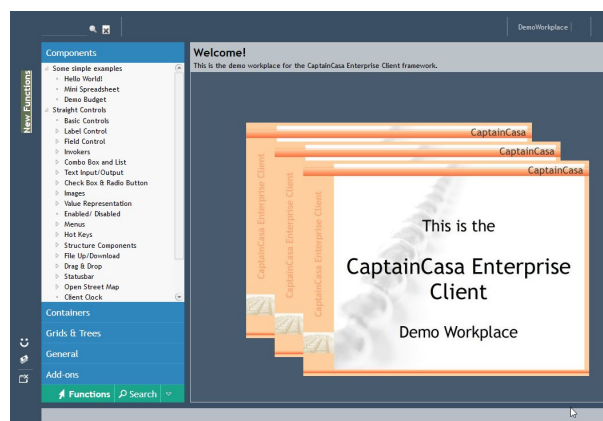 DemoWorkplace
New Functions
Components
Some simple examples
Hello World!
Mini Spreadsheet
Demo Budget
Straight Controls
Basic Controls
Label Control
Field Control
Invokers
Combo Box and List
Text Input/Output
Check Box & Radio Button
Images
Value Representation
Enabled/ Disabled
Menus
Hot Keys
Structure Components
File Up/Download
Drag & Drop
Statusbar
Open Street Map
Client Clock
Containers
Grids & Trees
General
Add-ons
Functions
Search
Welcome!
This is the demo workplace for the CaptainCasa Enterprise Client framework.
CaptainCasa
CaptainCasa
CaptainCasa
CaptainCasa Enterprise Client
CaptainCasa Enterprise Client
CaptainCasa Enterprise Client
This is the
CaptainCasa Enterprise
Client
Demo Workplace